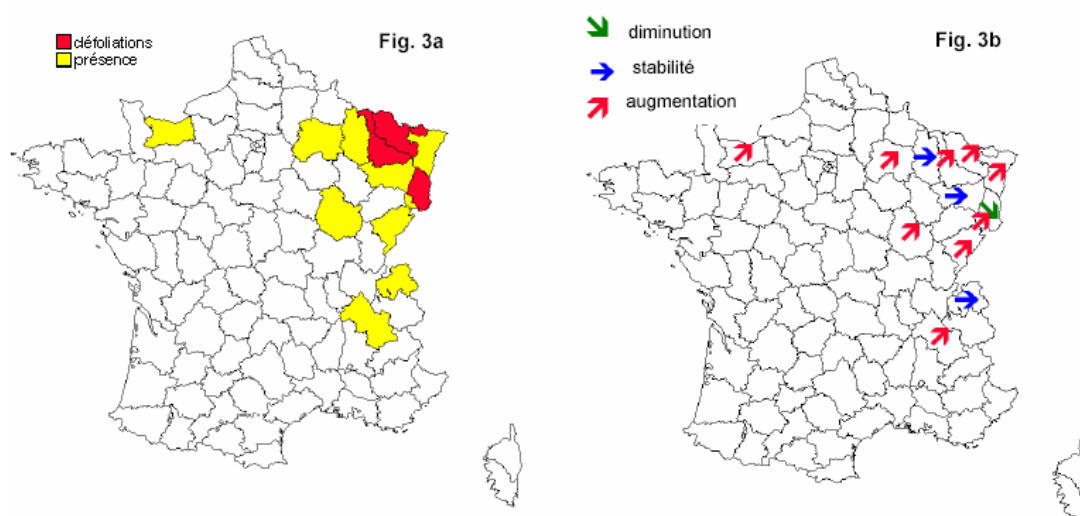 défoliations
présence
Fig. 3a
diminution
stabilité
augmentation
Fig. 3b